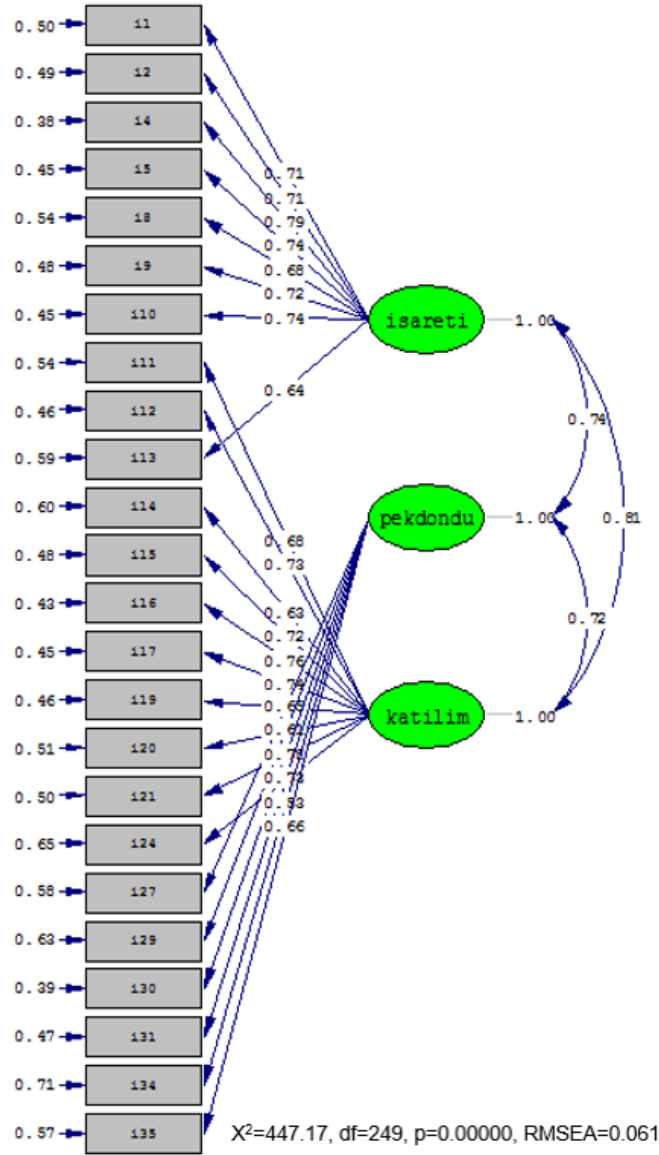 0.50 i1
0.49 i2
0.38 i4
0.45 i5
0.71
0.71
0.54 i8
0.79
0.74
0.48 i9
0.68
0.72
0.45 i10 0.74 isareti 1.00
0.54 i11
0.64
0.46 i12
0.74
0.59 i13
0.60 i14
pekdondu 1.00 0.81
0.68
0.48 i15
0.73
0.43 i16
0.63
0.72
0.72
0.45 i17
0.76
0.74
0.46 i19
katilim 1.00
0.51 i20
0.73
0.50 i21
0.53
0.66
0.65 i24
0.58 i27
0.63 i29
0.39 i30
0.47 i31
0.71 i34
0.57 i35 X²=447.17, df=249, p=0.00000, RMSEA=0.061